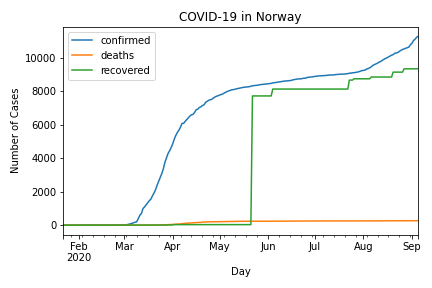 COVID-19 in Norway
confirmed
deaths
recovered
Number of Cases
10000
8000
6000
4000
2000
0
Feb Mar Apr May Jun Jul Aug Sep
2020
Day